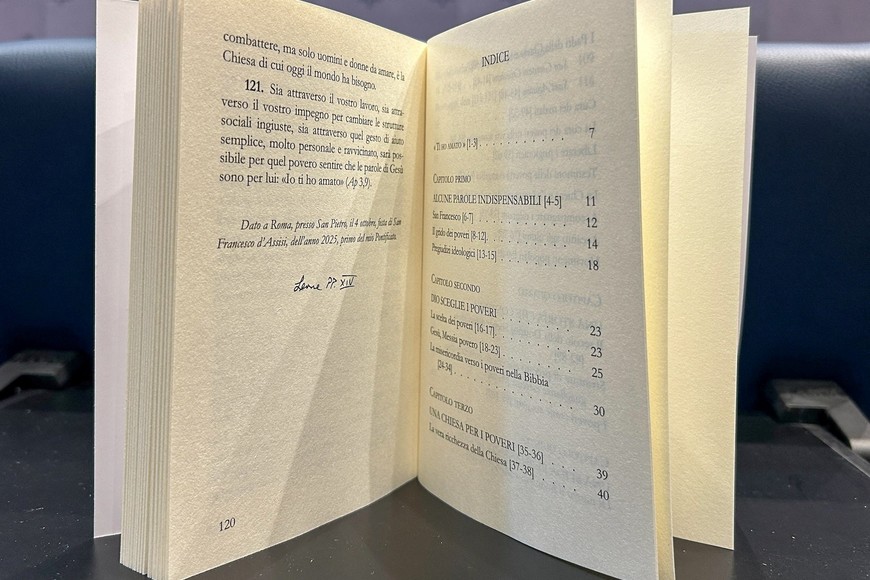 combattere, ma solo uomini e donne da amare, è la
Chiesa di cui oggi il mondo ha bisogno.
121. Sia attraverso il vostro lavoro, sia attra-
verso il vostro impegno per cambiare le strutture
sociali ingiuste, sia attraverso quel gesto di aiuto
semplice, molto personale e ravvicinato, sarà pos-
sibile per quel povero sentire che le parole di Gesù
sono per lui: «Io ti ho amato» (Ap 3,9).
Dato a Roma, presso San Pietro, il 4 ottobre, festa di San
Francesco d'Assisi, dell'anno 2025, primo del mio Pontificato.
Leone PP. XIV
120
INDICE
«Ti ho amato» [1-3] . . . . . . . . . . 7
Capitolo primo
ALCUNE PAROLE INDISPENSABILI [4-5] 11
San Francesco [6-7] . . . . . . . . . . 12
Il grido dei poveri [8-12] . . . . . . . . . . 14
Pregiudizi ideologici [13-15] . . . . . . . . . . 18
Capitolo secondo
DIO SCEGLIE I POVERI . . . . . . . . . . 23
La scelta dei poveri [16-17] . . . . . . . . . . 23
Gesù, Messia povero [18-23] . . . . . . . . . . 25
La misericordia verso i poveri nella Bibbia
[24-34] . . . . . . . . . . 30
Capitolo terzo
UNA CHIESA PER I POVERI [35-36] . . . . 39
La vera ricchezza della Chiesa [37-38] . . . . . 40